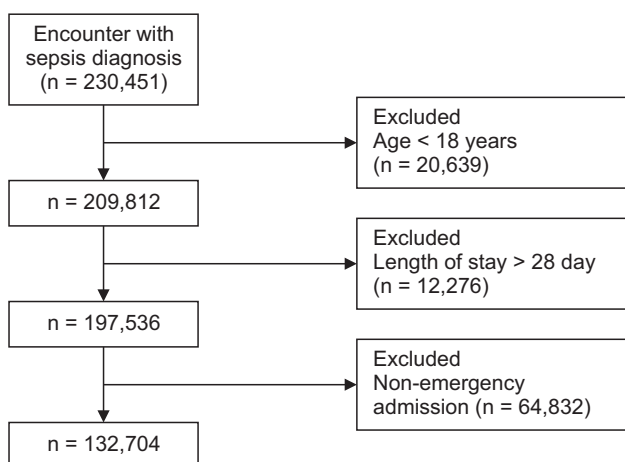 Encounter with
sepsis diagnosis
(n = 230,451)
Excluded
Age < 18 years
(n = 20,639)
n = 209,812
Excluded
Length of stay > 28 day
(n = 12,276)
n = 197,536
Excluded
Non-emergency
admission (n = 64,832)
n = 132,704